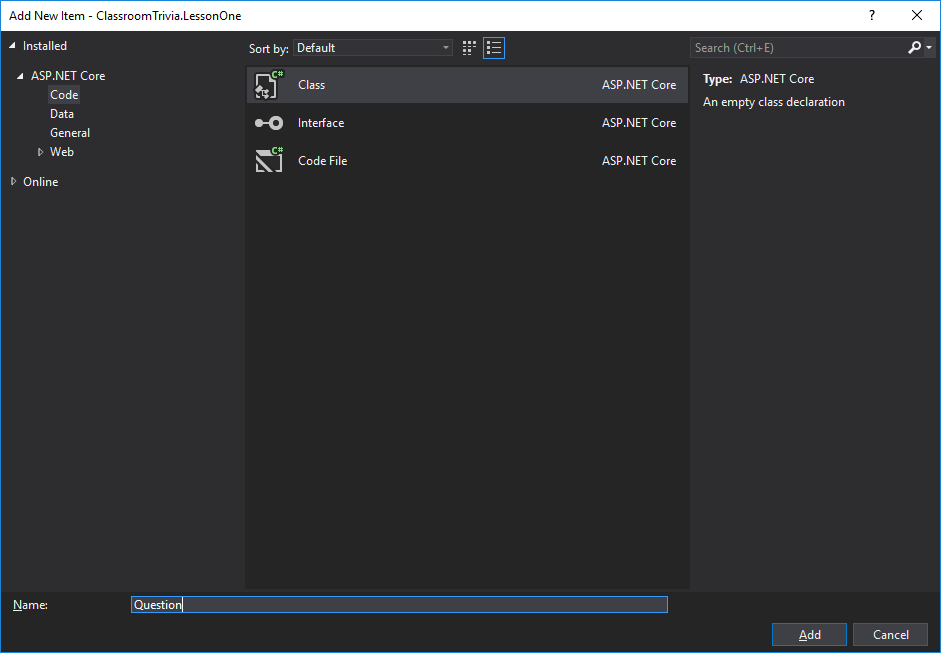 Add New Item - ClassroomTrivia.LessonOne
?
Installed
Sort by: Default
Search (Ctrl+E)
ASP.NET Core
Code
Data
General
Web
Online
C# Class ASP.NET Core
Interface ASP.NET Core
C# Code File ASP.NET Core
Type: ASP.NET Core
An empty class declaration
Name: Question
Add Cancel